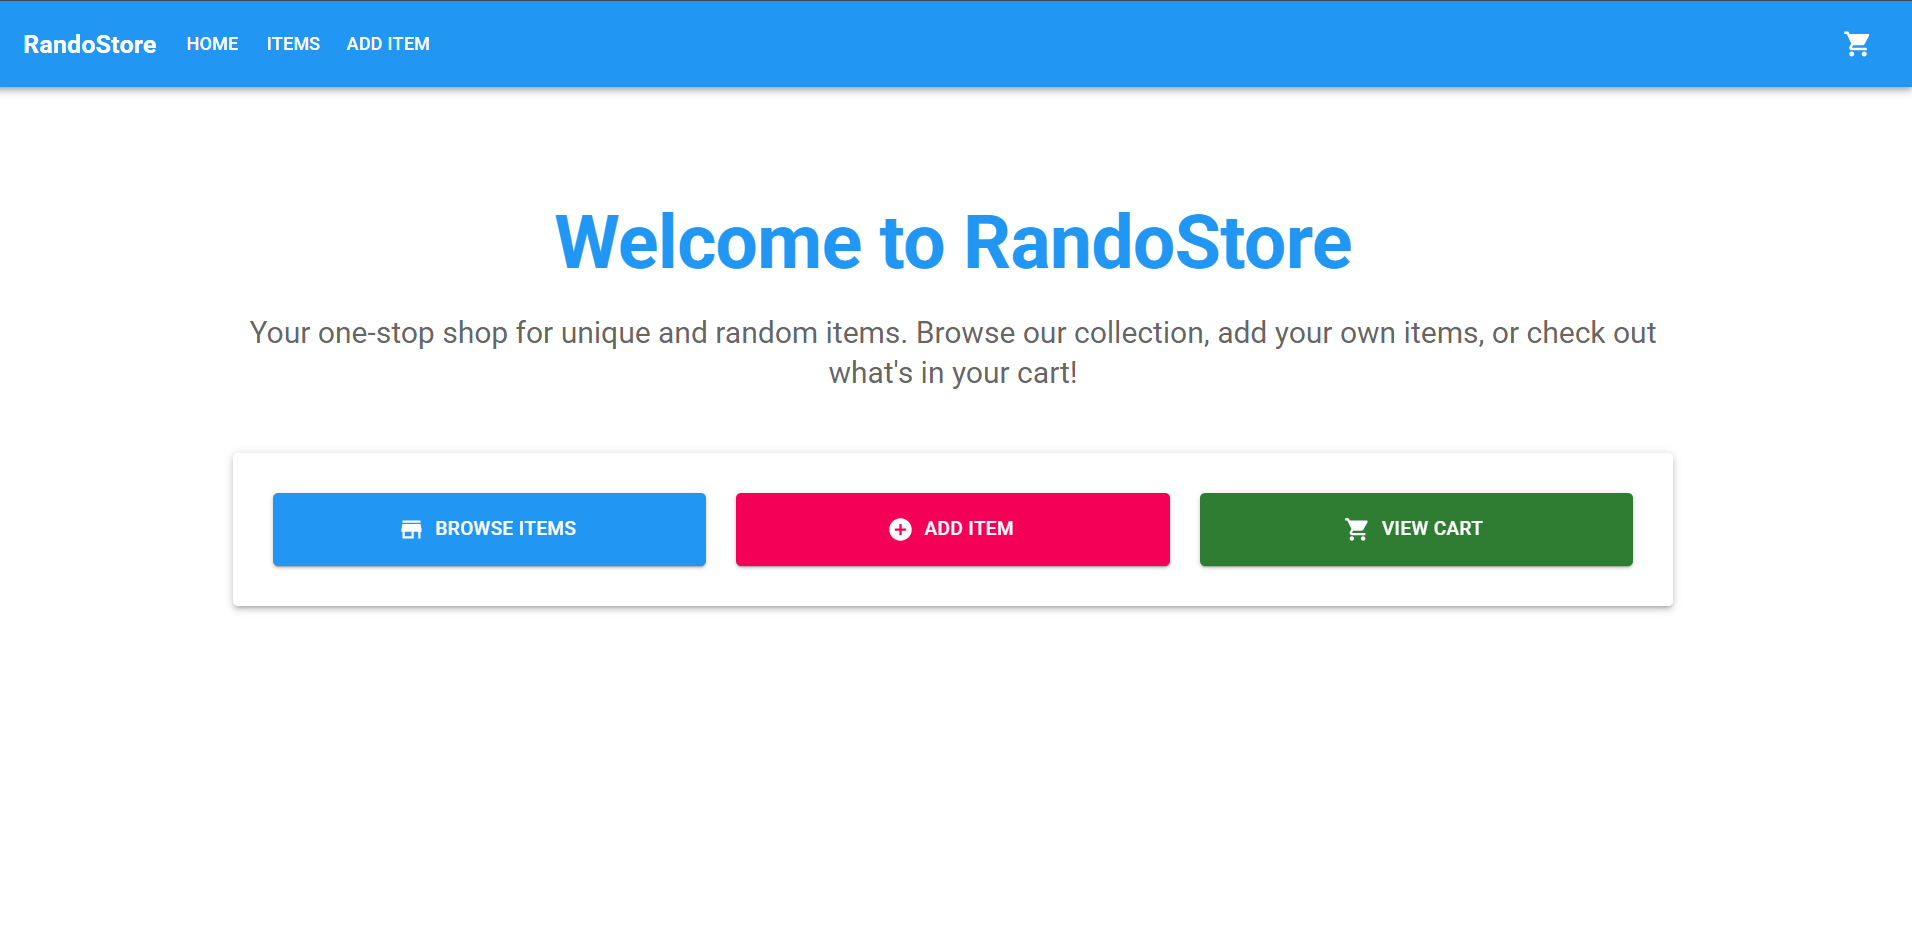 RandoStore HOME ITEMS ADD ITEM
Welcome to RandoStore
Your one-stop shop for unique and random items. Browse our collection, add your own items, or check out
what's in your cart!
BROWSE ITEMS ADD ITEM VIEW CART